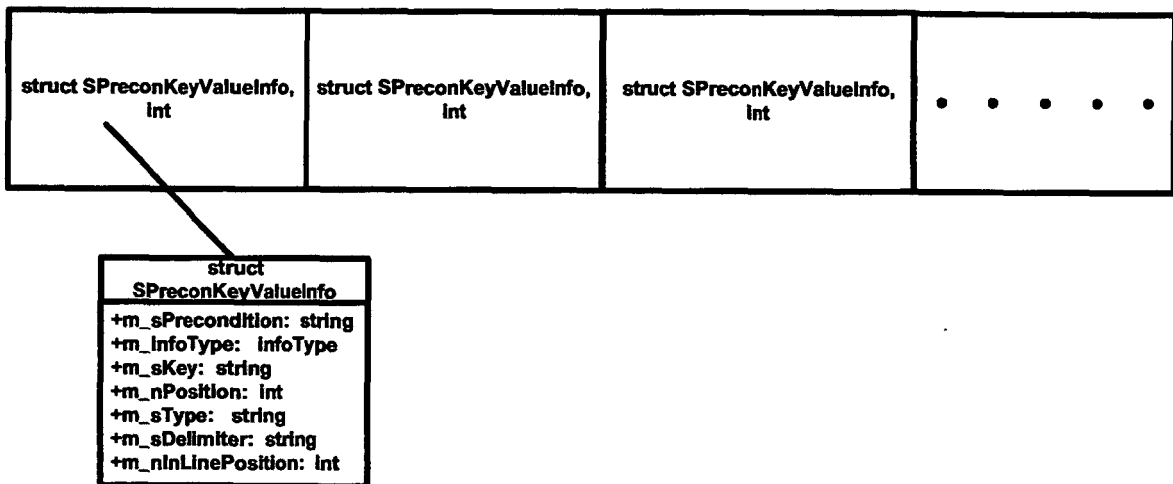 struct SPreconKeyValueInfo,
int
struct SPreconKeyValueInfo,
int
struct SPreconKeyValueInfo,
int
• • • • •
struct
SPreconKeyValueInfo
+m_sPrecondition: string
+m_infoType: infoType
+m_sKey: string
+m_nPosition: int
+m_sType: string
+m_sDelimiter: string
+m_nInLinePosition: int